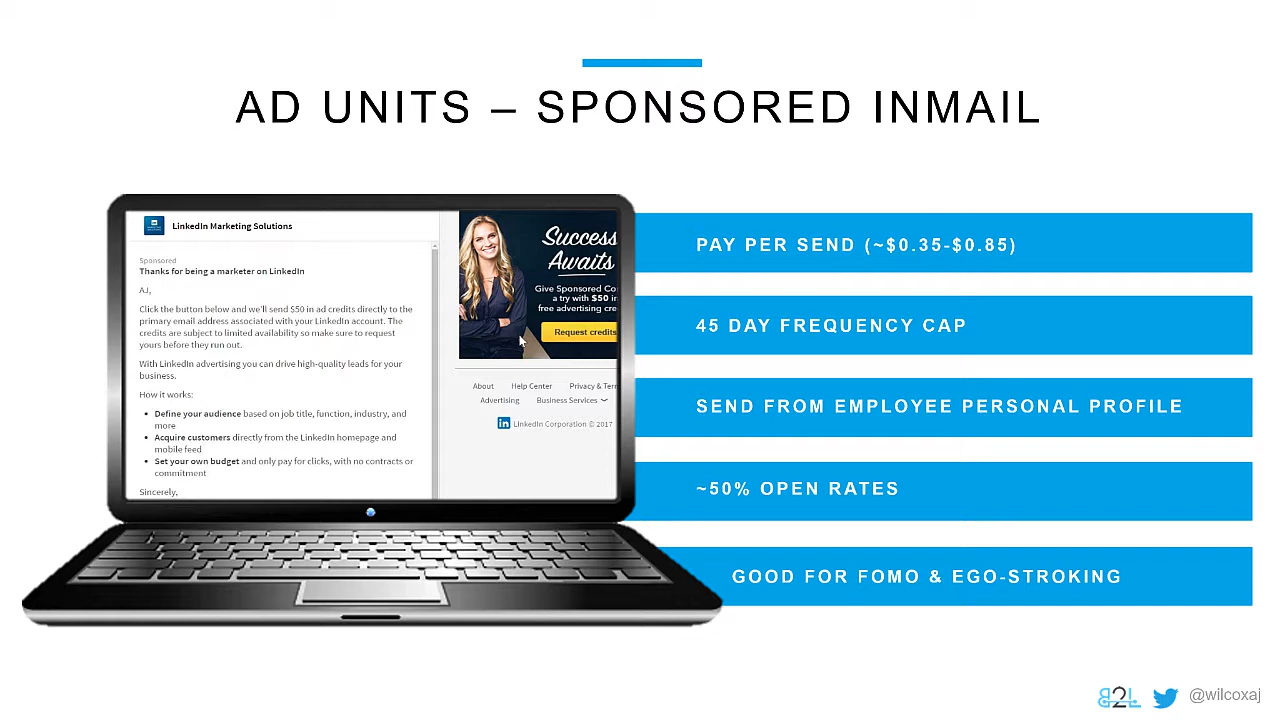 AD UNITS – SPONSORED INMAIL
LinkedIn Marketing Solutions
Sponsored
Thanks for being a marketer on LinkedIn
AJ,
Click the button below and we'll send $50 in ad credits directly to the
primary email address associated with your LinkedIn account. The
credits are subject to limited availability so make sure to request
yours before they run out.
With LinkedIn advertising you can drive high-quality leads for your
business.
How it works:
• Define your audience based on job title, function, industry, and
more
• Acquire customers directly from the LinkedIn homepage and
mobile feed
• Set your own budget and only pay for clicks, with no contracts or
commitment
Sincerely,
Success
Awaits
Give Sponsored Co
a try with $50 in
free advertising cre
Request credits
About Help Center Privacy & Ter
Advertising Business Services
in LinkedIn Corporation © 2017
PAY PER SEND (~$0.35-$0.85)
45 DAY FREQUENCY CAP
SEND FROM EMPLOYEE PERSONAL PROFILE
~50% OPEN RATES
GOOD FOR FOMO & EGO-STROKING
B2L @wilcoxaj